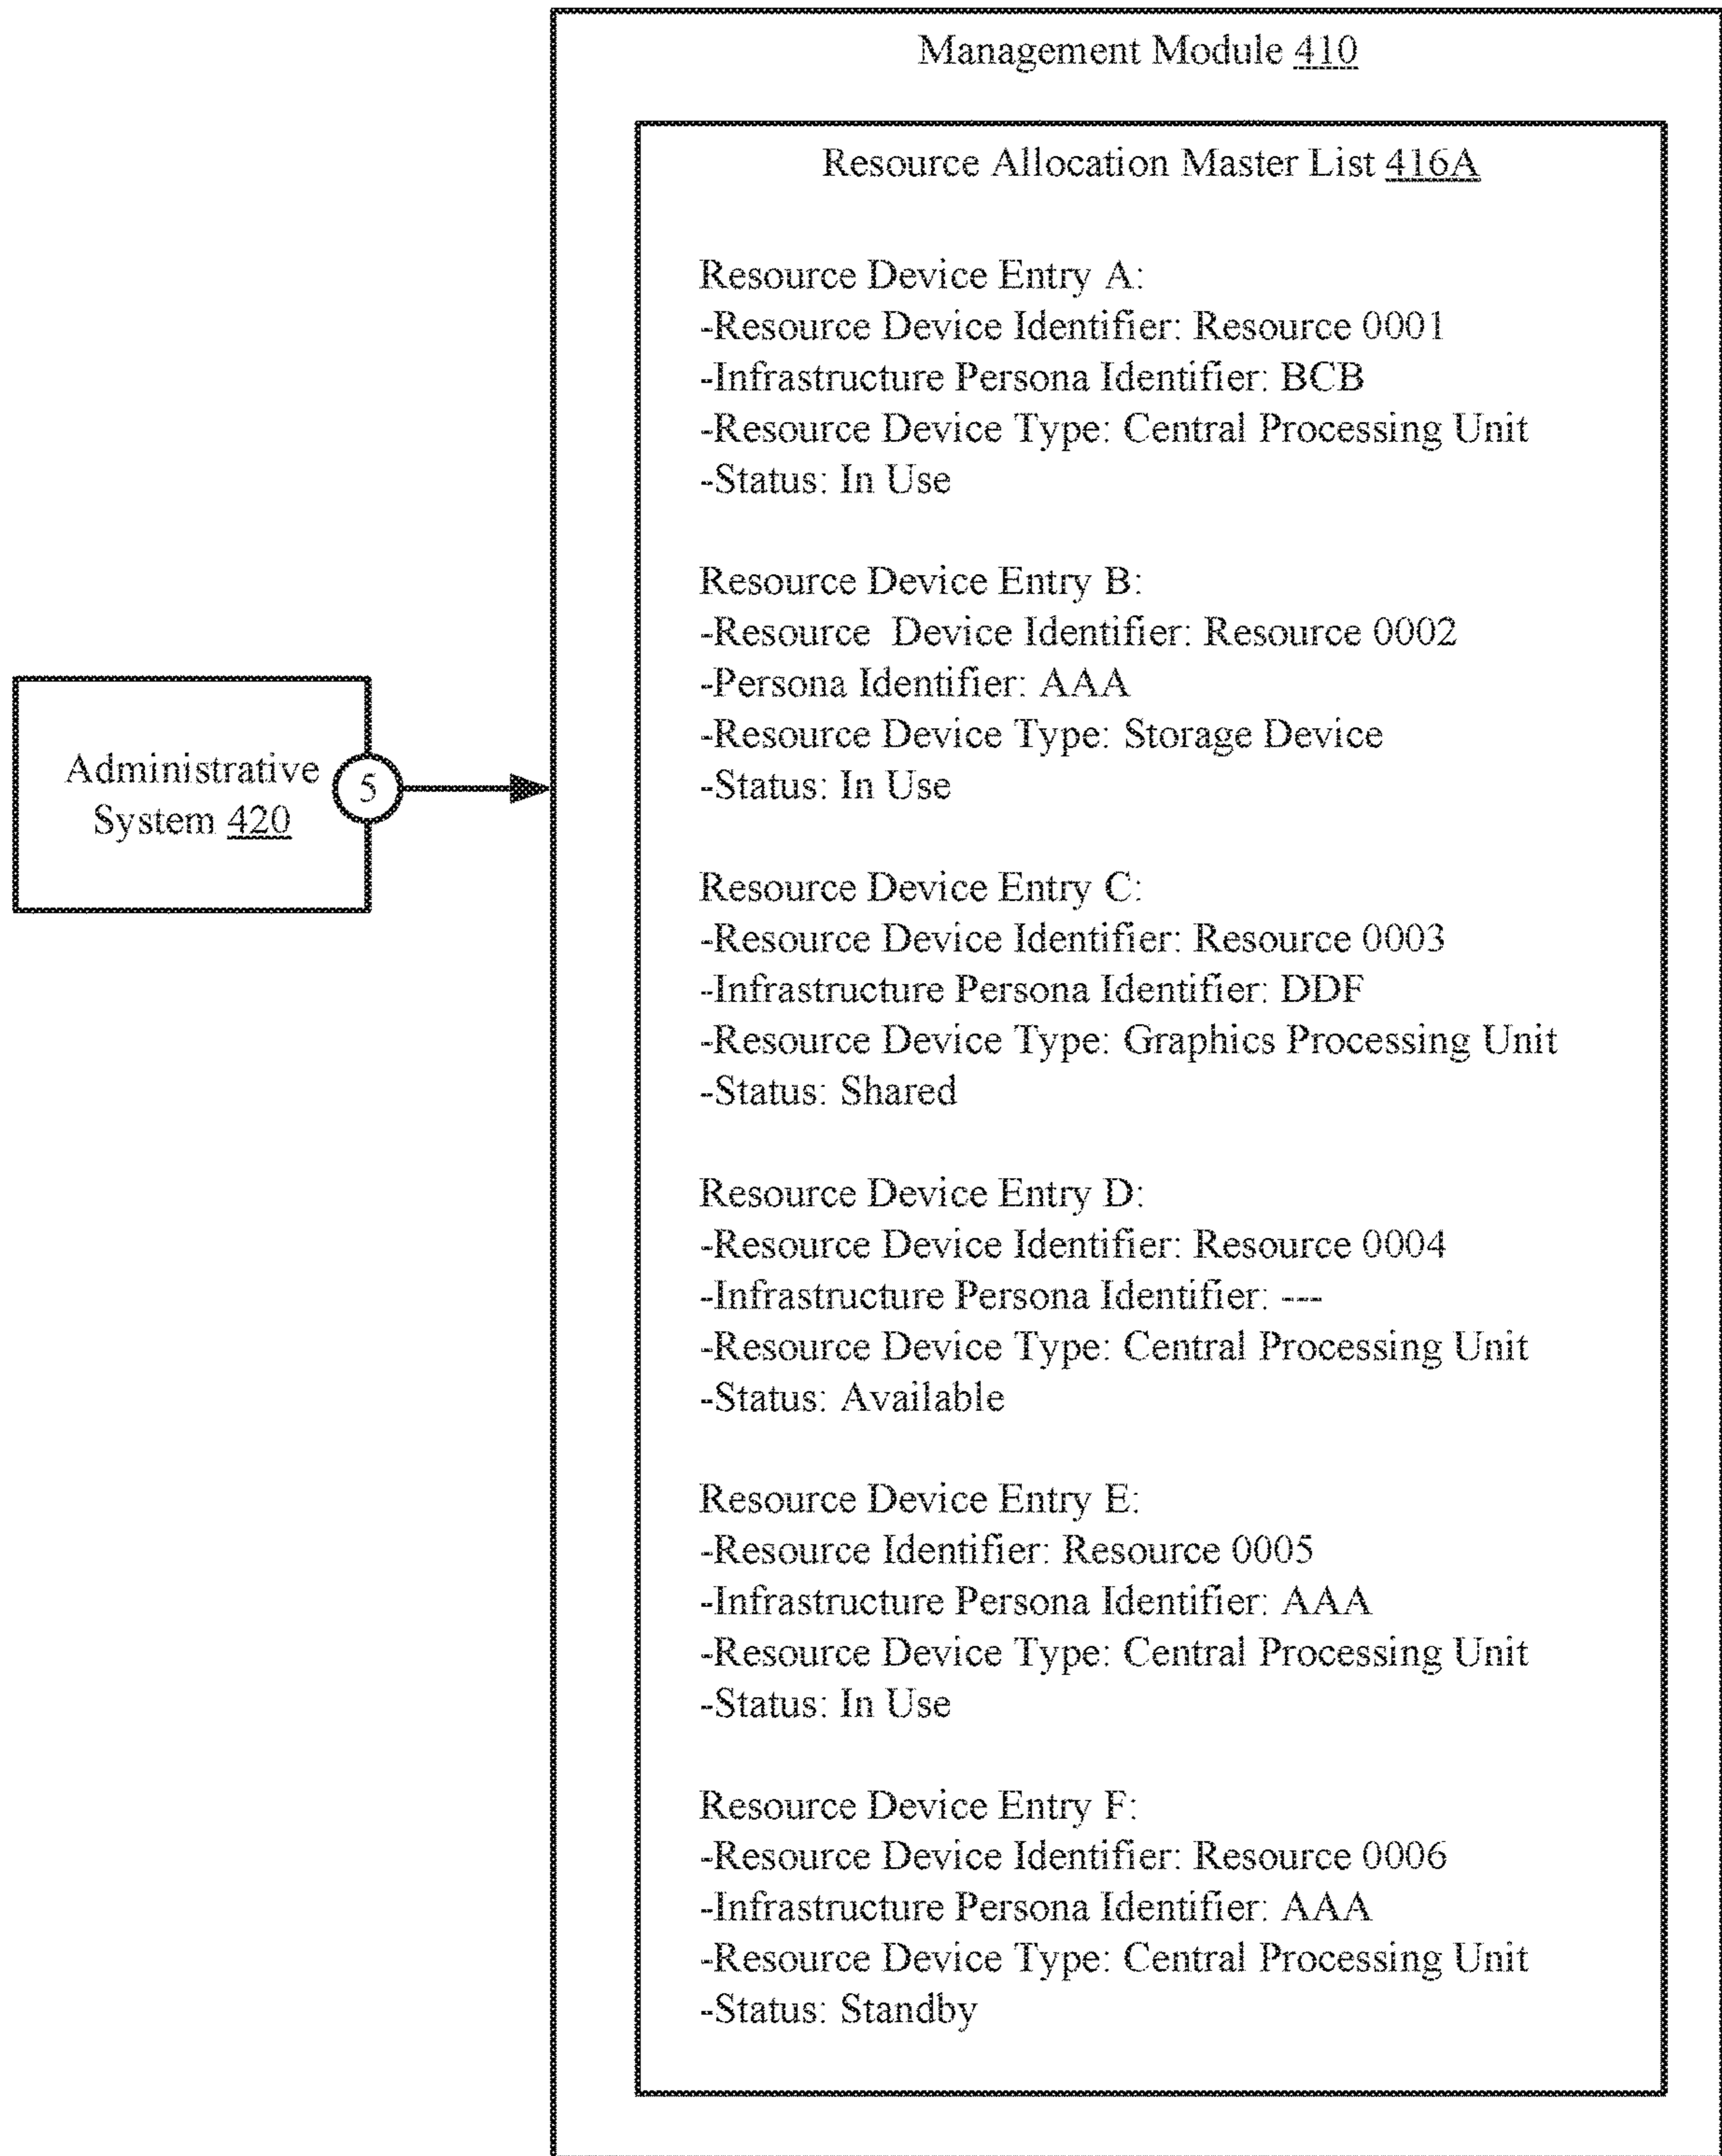 Management Module 410
Resource Allocation Master List 416A
Resource Device Entry A:
-Resource Device Identifier: Resource 0001
-Infrastructure Persona Identifier: BCB
-Resource Device Type: Central Processing Unit
-Status: In Use
Resource Device Entry B:
-Resource  Device Identifier: Resource 0002
-Persona Identifier: AAA
-Resource Device Type: Storage Device
-Status: In Use
Administrative
System 420
5
Resource Device Entry C:
-Resource Device Identifier: Resource 0003
-Infrastructure Persona Identifier: DDF
-Resource Device Type: Graphics Processing Unit
-Status: Shared
Resource Device Entry D:
-Resource Device Identifier: Resource 0004
-Infrastructure Persona Identifier: ---
-Resource Device Type: Central Processing Unit
-Status: Available
Resource Device Entry E:
-Resource Identifier: Resource 0005
-Infrastructure Persona Identifier: AAA
-Resource Device Type: Central Processing Unit
-Status: In Use
Resource Device Entry F:
-Resource Device Identifier: Resource 0006
-Infrastructure Persona Identifier: AAA
-Resource Device Type: Central Processing Unit
-Status: Standby